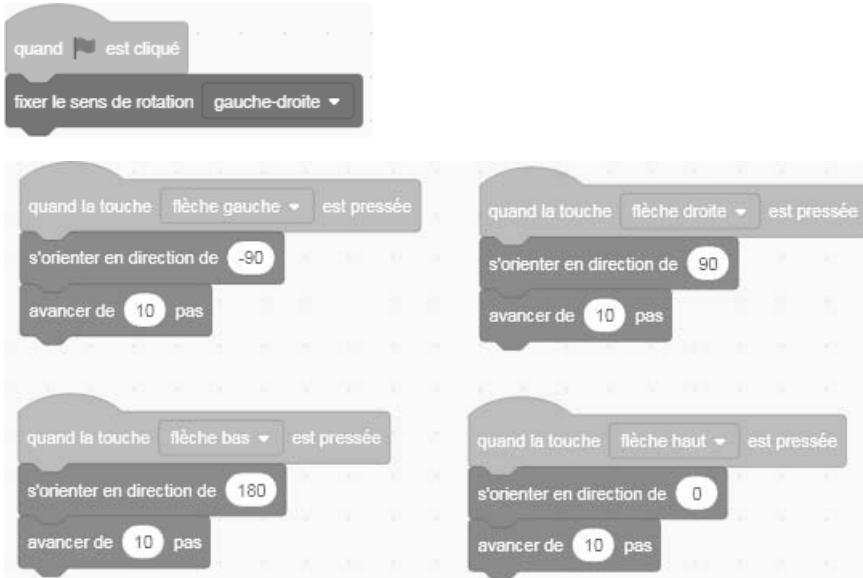 quand est cliqué
fixer le sens de rotation gauche-droite
quand la touche flèche gauche est pressée
s'orienter en direction de -90
avancer de 10 pas
quand la touche flèche droite est pressée
s'orienter en direction de 90
avancer de 10 pas
quand la touche flèche bas est pressée
s'orienter en direction de 180
avancer de 10 pas
quand la touche flèche haut est pressée
s'orienter en direction de 0
avancer de 10 pas